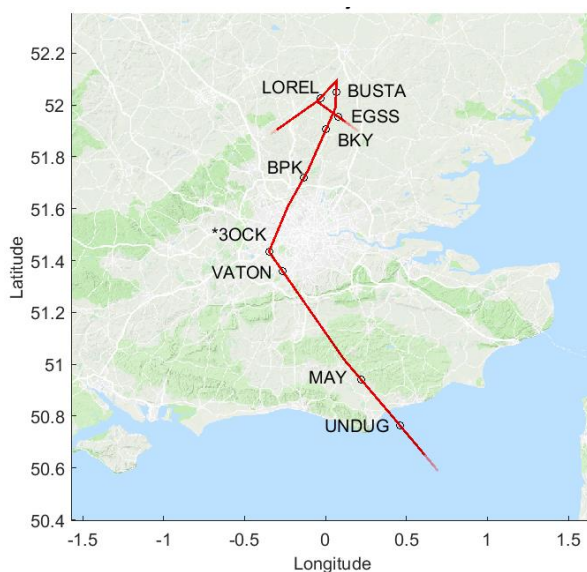 52.2
52
51.8
51.6
51.4
51.2
51
50.8
50.6
50.4
Latitude
LOREL
BUSTA
EGSS
BKY
BPK
*3OCK
VATON
MAY
UNDUG
-1.5
-1
-0.5
0
0.5
1
1.5
Longitude